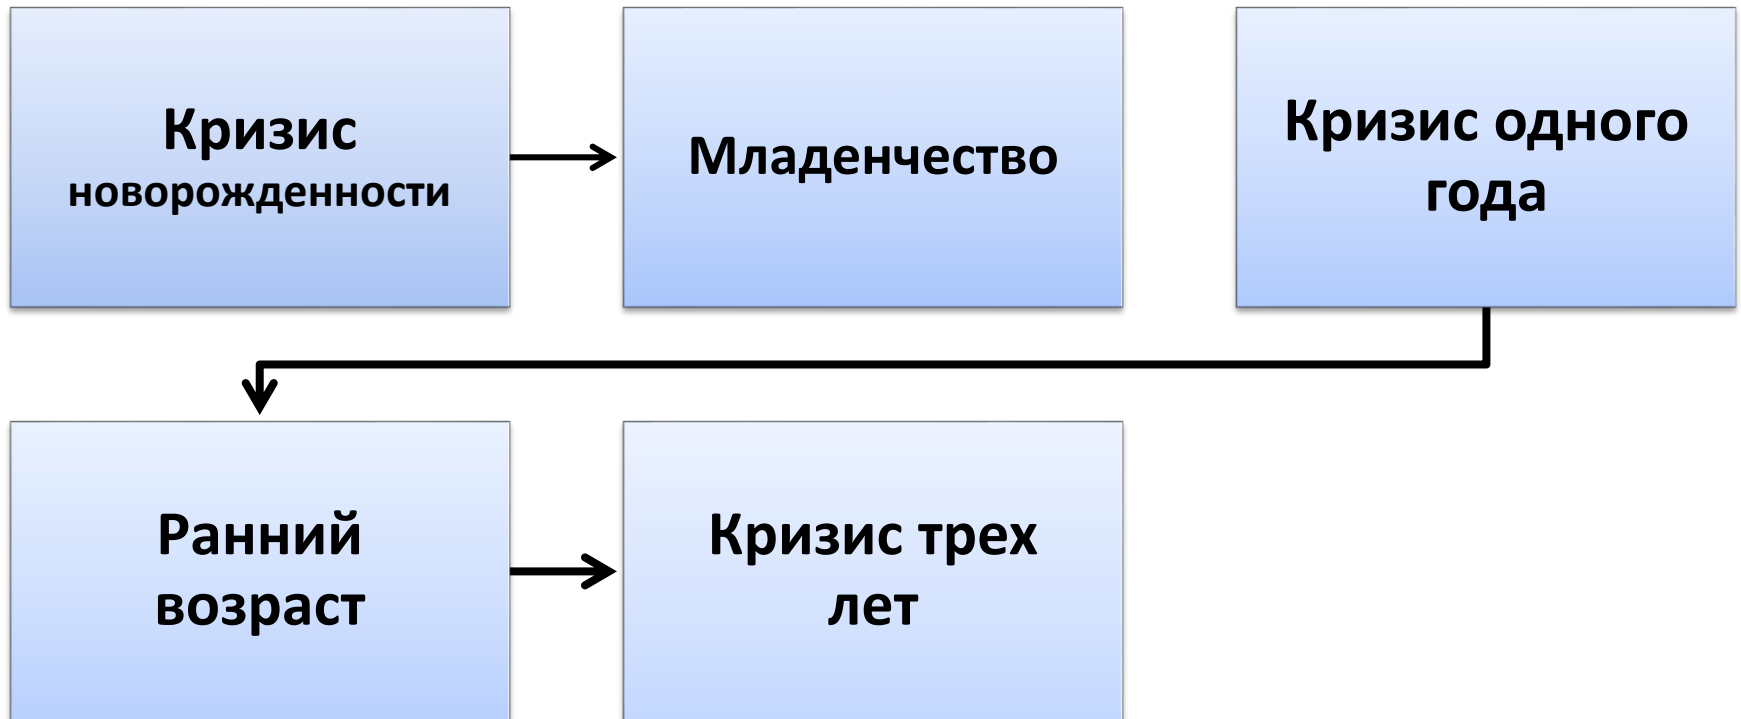 Кризис
новорожденности
Младенчество
Кризис одного
года
Ранний
возраст
Кризис трех
лет